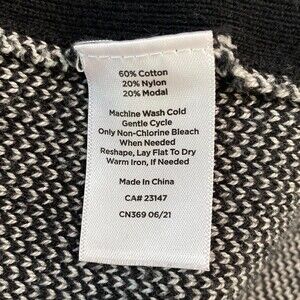 60% Cotton
20% Nylon
20% Modal
Machine Wash Cold
Gentle Cycle
Only Non-Chlorine Bleach
When Needed
Reshape, Lay Flat To Dry
Warm Iron, If Needed
Made In China
CA# 23147
CN369 06/21